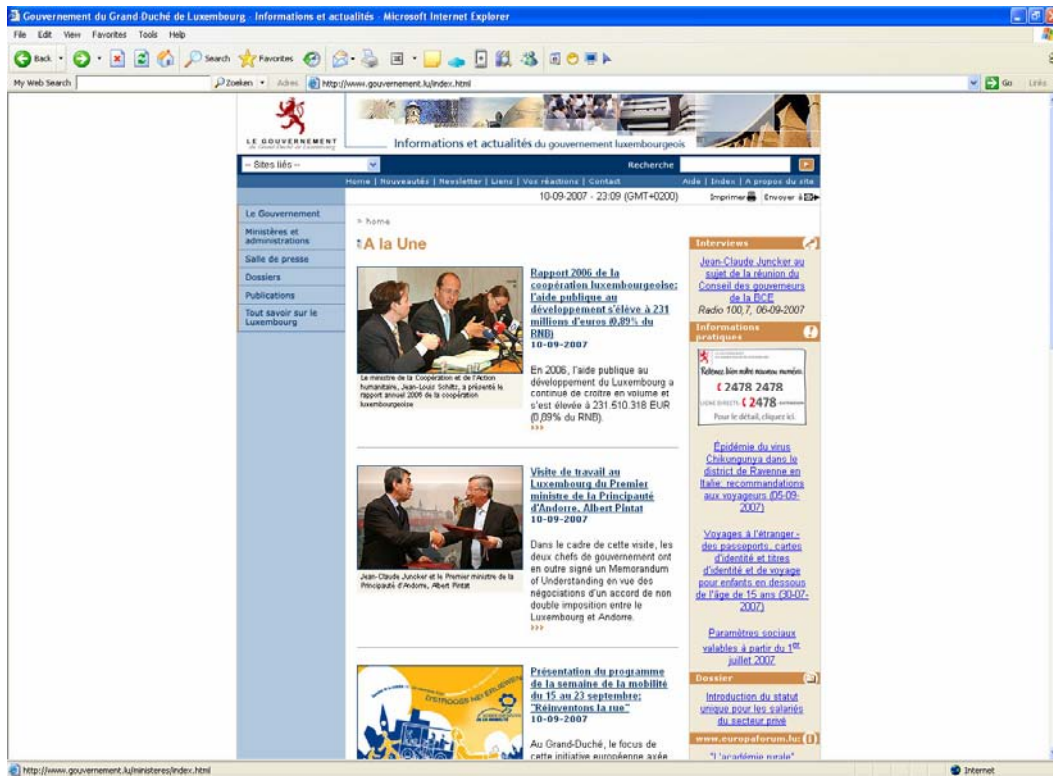 Gouvernement du Grand-Duché de Luxembourg - Informations et actualités - Microsoft Internet Explorer
File Edit View Favorites Tools Help
Back Search Favorites
My Web Search Zoeken Adres http://www.gouvernement.lu/index.html Go Links
LE GOUVERNEMENT
Informations et actualités du gouvernement luxembourgeois
-- Sites liés -- Recherche
Home | Nouveautés | Newsletter | Liens | Vos réactions | Contact Aide | Index | A propos du site
10-09-2007 - 23:09 (GMT+0200) Imprimer Envoyer à
Le Gouvernement
Ministères et
administrations
Salle de presse
Dossiers
Publications
Tout savoir sur le
Luxembourg
> home
A la Une
Rapport 2006 de la
coopération luxembourgeoise:
l'aide publique au
développement s'élève à 231
millions d'euros (0,89% du
RNB)
10-09-2007
En 2006, l'aide publique au
développement du Luxembourg a
continue de croître en volume et
s'est élevée à 231.510.318 EUR
(0,89% du RNB).
>>>
Le ministre de la Coopération et de l'Action
humanitaire, Jean-Louis Schiltz, a présenté le
rapport annuel 2006 de la coopération
luxembourgeoise
Visite de travail au
Luxembourg du Premier
ministre de la Principauté
d'Andorre, Albert Pintat
10-09-2007
Dans le cadre de cette visite, les
deux chefs de gouvernement ont
en outre signé un Memorandum
of Understanding en vue des
négociations d'un accord de non
double imposition entre le
Luxembourg et Andorre.
>>>
Jean-Claude Juncker et le Premier ministre de la
Principauté d'Andorre, Albert Pintat
Présentation du programme
de la semaine de la mobilité
du 15 au 23 septembre:
"Réinventons la rue"
10-09-2007
Au Grand-Duché, le focus de
cette initiative européenne axée
Interviews
Jean-Claude Juncker au
sujet de la réunion du
Conseil des gouverneurs
de la BCE
Radio 100,7, 06-09-2007
Informations
pratiques
Retenez bien notre nouveau numéro.
2478 2478
LIGNE DIRECTE: 2478
Pour le détail, cliquez ici.
Épidémie du virus
Chikungunya dans le
district de Ravenne en
Italie: recommandations
aux voyageurs (05-09-
2007)
Voyages à l'étranger -
des passeports, cartes
d'identité et titres
d'identité et de voyage
pour enfants en dessous
de l'âge de 15 ans (30-07-
2007)
Paramètres sociaux
valables à partir du 1er
juillet 2007
Dossier
Introduction du statut
unique pour les salariés
du secteur privé
www.europaforum.lu:
"L'académie rurale"
http://www.gouvernement.lu/ministeres/index.html Internet